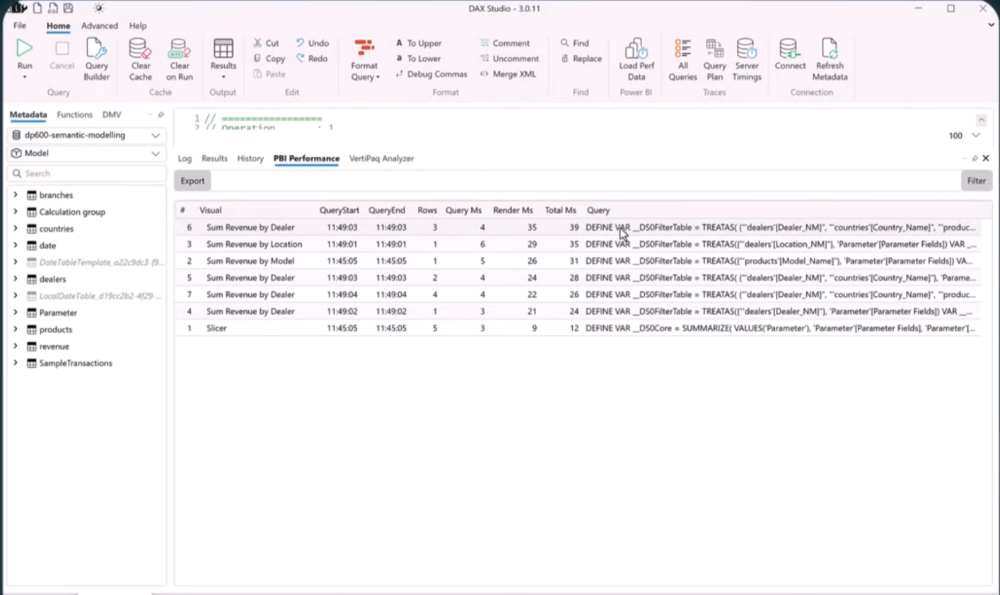 DAX Studio - 3.0.11
File Home Advanced Help
Run Cancel Query Builder Clear Cache Clear on Run Results Cut Copy Paste Undo Redo Format Query To Upper To Lower Debug Commas Comment Uncomment Merge XML Find Replace Load Perf Data All Queries Query Plan Server Timings Connect Refresh Metadata
Query Cache Output Edit Format Find Power BI Traces Connection
Metadata Functions DMV
dp600-semantic-modelling
Model
Search
branches
Calculation group
countries
date
DateTableTemplate_a22c9dc3-f9...
dealers
LocalDateTable_d19cc2b2-4f29-...
Parameter
products
revenue
SampleTransactions
1 // =================
2 // Operation : 1
100
Log Results History PBI Performance VertiPaq Analyzer
Export Filter
# Visual QueryStart QueryEnd Rows Query Ms Render Ms Total Ms Query
6 Sum Revenue by Dealer 11:49:03 11:49:03 3 4 35 39 DEFINE VAR __DS0FilterTable = TREATAS( {"'dealers'[Dealer_NM]", "'countries'[Country_Name]", "'produc...
3 Sum Revenue by Location 11:49:01 11:49:01 1 6 29 35 DEFINE VAR __DS0FilterTable = TREATAS({"'dealers'[Location_NM]"}, 'Parameter'[Parameter Fields]) VAR _...
2 Sum Revenue by Model 11:45:05 11:45:05 1 5 26 31 DEFINE VAR __DS0FilterTable = TREATAS({"'products'[Model_Name]"}, 'Parameter'[Parameter Fields]) VA...
5 Sum Revenue by Dealer 11:49:03 11:49:03 2 4 24 28 DEFINE VAR __DS0FilterTable = TREATAS( {"'dealers'[Dealer_NM]", "'countries'[Country_Name]"}, 'Parame...
7 Sum Revenue by Dealer 11:49:04 11:49:04 4 4 22 26 DEFINE VAR __DS0FilterTable = TREATAS( {"'dealers'[Dealer_NM]", "'countries'[Country_Name]", "'produc...
4 Sum Revenue by Dealer 11:49:02 11:49:02 1 3 21 24 DEFINE VAR __DS0FilterTable = TREATAS({"'dealers'[Dealer_NM]"}, 'Parameter'[Parameter Fields]) VAR __...
1 Slicer 11:45:05 11:45:05 5 3 9 12 DEFINE VAR __DS0Core = SUMMARIZE( VALUES('Parameter'), 'Parameter'[Parameter Fields], 'Parameter'[...